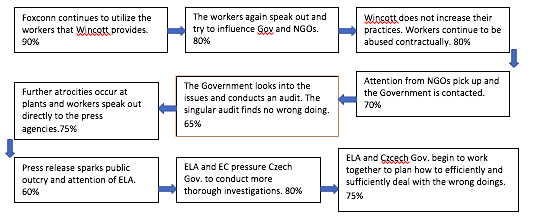 Foxconn continues to utilize the
workers that Wincott provides.
90%
The workers again speak out and
try to influence Gov and NGOs.
80%
Wincott does not increase their
practices. Workers continue to be
abused contractually. 80%
Attention from NGOs pick up and
the Government is contacted.
70%
The Government looks into the
issues and conducts an audit. The
singular audit finds no wrong doing.
65%
Further atrocities occur at
plants and workers speak out
directly to the press
agencies.75%
Press release sparks public
outcry and attention of ELA.
60%
ELA and EC pressure Czech
Gov. to conduct more
thorough investigations. 80%
ELA and Czcech Gov. begin to work
together to plan how to efficiently and
sufficiently deal with the wrong doings.
75%